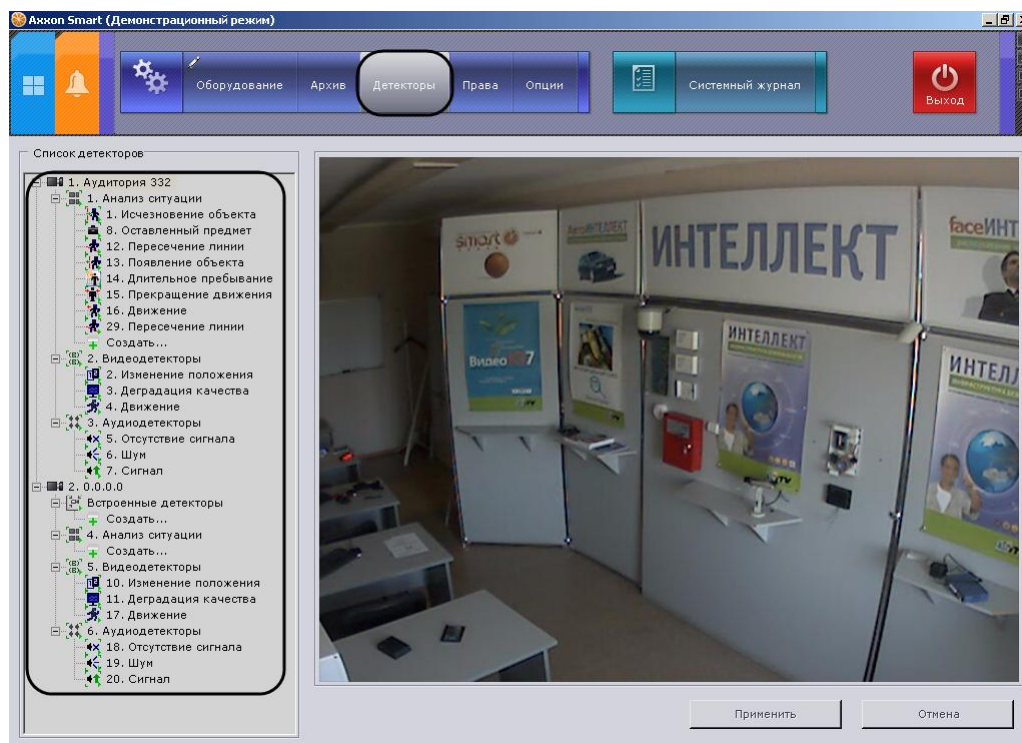 Axxon Smart (Демонстрационный режим)
Оборудование
Архив
Детекторы
Права
Опции
Системный журнал
Выход
Список детекторов
1. Аудитория 332
1. Анализ ситуации
1. Исчезновение объекта
8. Оставленный предмет
12. Пересечение линии
13. Появление объекта
14. Длительное пребывание
15. Прекращение движения
16. Движение
29. Пересечение линии
Создать...
2. Видеодетекторы
2. Изменение положения
3. Деградация качества
4. Движение
3. Аудиодетекторы
5. Отсутствие сигнала
6. Шум
7. Сигнал
2. 0.0.0.0
Встроенные детекторы
Создать...
4. Анализ ситуации
Создать...
5. Видеодетекторы
10. Изменение положения
11. Деградация качества
17. Движение
6. Аудиодетекторы
18. Отсутствие сигнала
19. Шум
20. Сигнал
smart
ИНТЕЛЛЕКТ
faceИНТ
Видео
7
ИНТЕЛЛЕКТ
ИНТЕЛЛ
Применить
Отмена